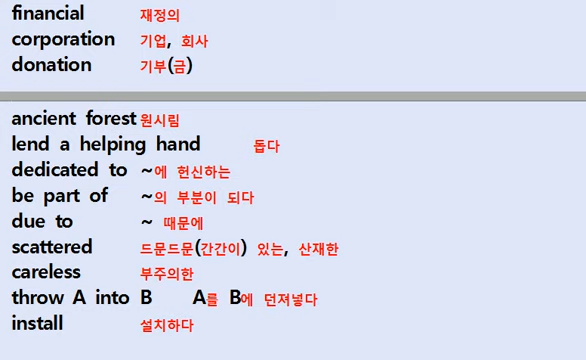 financial 재정의
corporation 기업, 회사
donation 기부(금)
ancient forest 원시림
lend a helping hand 돕다
dedicated to ~에 헌신하는
be part of ~의 부분이 되다
due to ~ 때문에
scattered 드문드문(간간이) 있는, 산재한
careless 부주의한
throw A into B A를 B에 던져넣다
install 설치하다